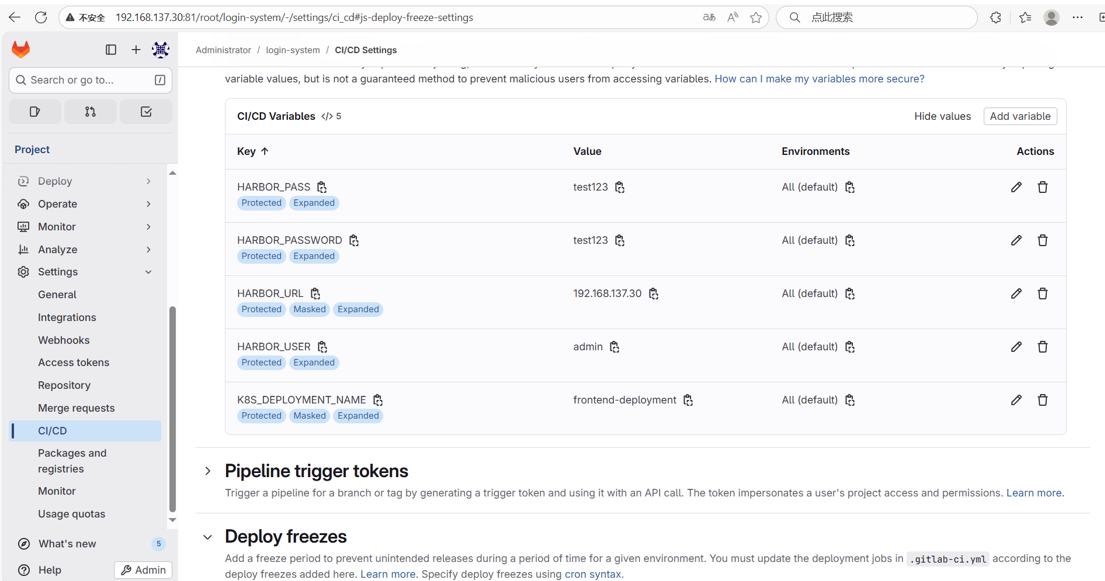 不安全 192.168.137.30:81/root/login-system/-/settings/ci_cd#js-deploy-freeze-settings
点此搜索
Administrator / login-system / CI/CD Settings
Search or go to... /
Project
Deploy
Operate
Monitor
Analyze
Settings
General
Integrations
Webhooks
Access tokens
Repository
Merge requests
CI/CD
Packages and
registries
Monitor
Usage quotas
What's new 5
Help Admin
variable values, but is not a guaranteed method to prevent malicious users from accessing variables. How can I make my variables more secure?
CI/CD Variables </> 5 Hide values Add variable
Key ↑ Value Environments Actions
HARBOR_PASS test123 All (default)
Protected Expanded
HARBOR_PASSWORD test123 All (default)
Protected Expanded
HARBOR_URL 192.168.137.30 All (default)
Protected Masked Expanded
HARBOR_USER admin All (default)
Protected Expanded
K8S_DEPLOYMENT_NAME frontend-deployment All (default)
Protected Masked Expanded
Pipeline trigger tokens
Trigger a pipeline for a branch or tag by generating a trigger token and using it with an API call. The token impersonates a user's project access and permissions. Learn more.
Deploy freezes
Add a freeze period to prevent unintended releases during a period of time for a given environment. You must update the deployment jobs in .gitlab-ci.yml according to the
deploy freezes added here. Learn more. Specify deploy freezes using cron syntax.